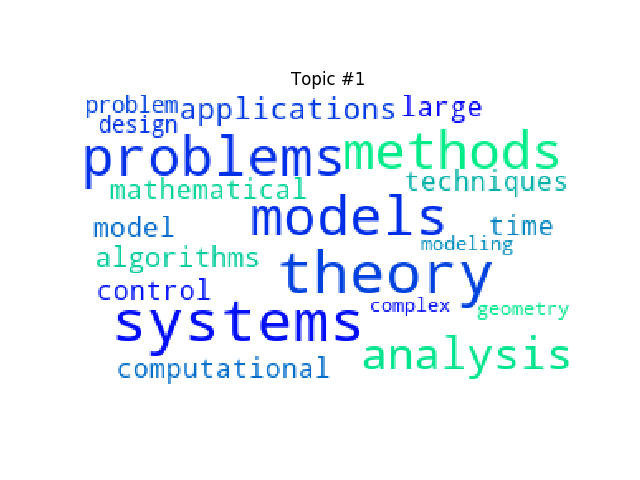 Topic #1
problem applications large
design
problems methods
mathematical techniques
models
model time
modeling
algorithms theory
control complex geometry
systems
computational analysis